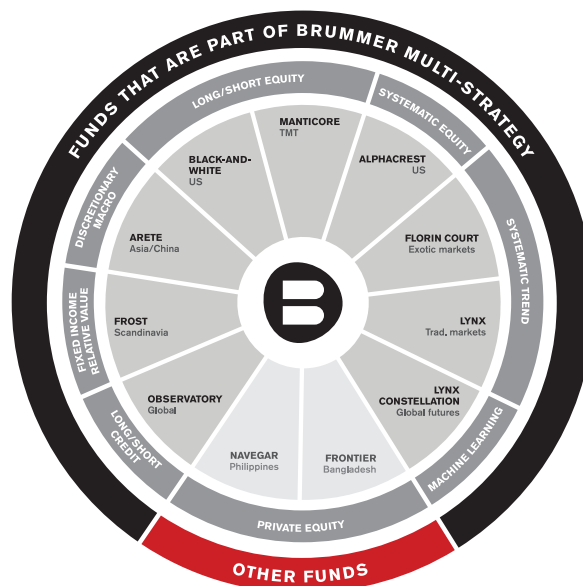 FUNDS THAT ARE PART OF BRUMMER MULTI-STRATEGY
LONG/SHORT EQUITY
SYSTEMATIC EQUITY
SYSTEMATIC TREND
MACHINE LEARNING
PRIVATE EQUITY
LONG/SHORT
CREDIT
FIXED INCOME
RELATIVE VALUE
DISCRETIONARY
MACRO
MANTICORE
TMT
ALPHACREST
US
FLORIN COURT
Exotic markets
LYNX
Trad. markets
LYNX
CONSTELLATION
Global futures
FRONTIER
Bangladesh
NAVEGAR
Philippines
OBSERVATORY
Global
FROST
Scandinavia
ARETE
Asia/China
BLACK-AND-
WHITE
US
B
OTHER FUNDS